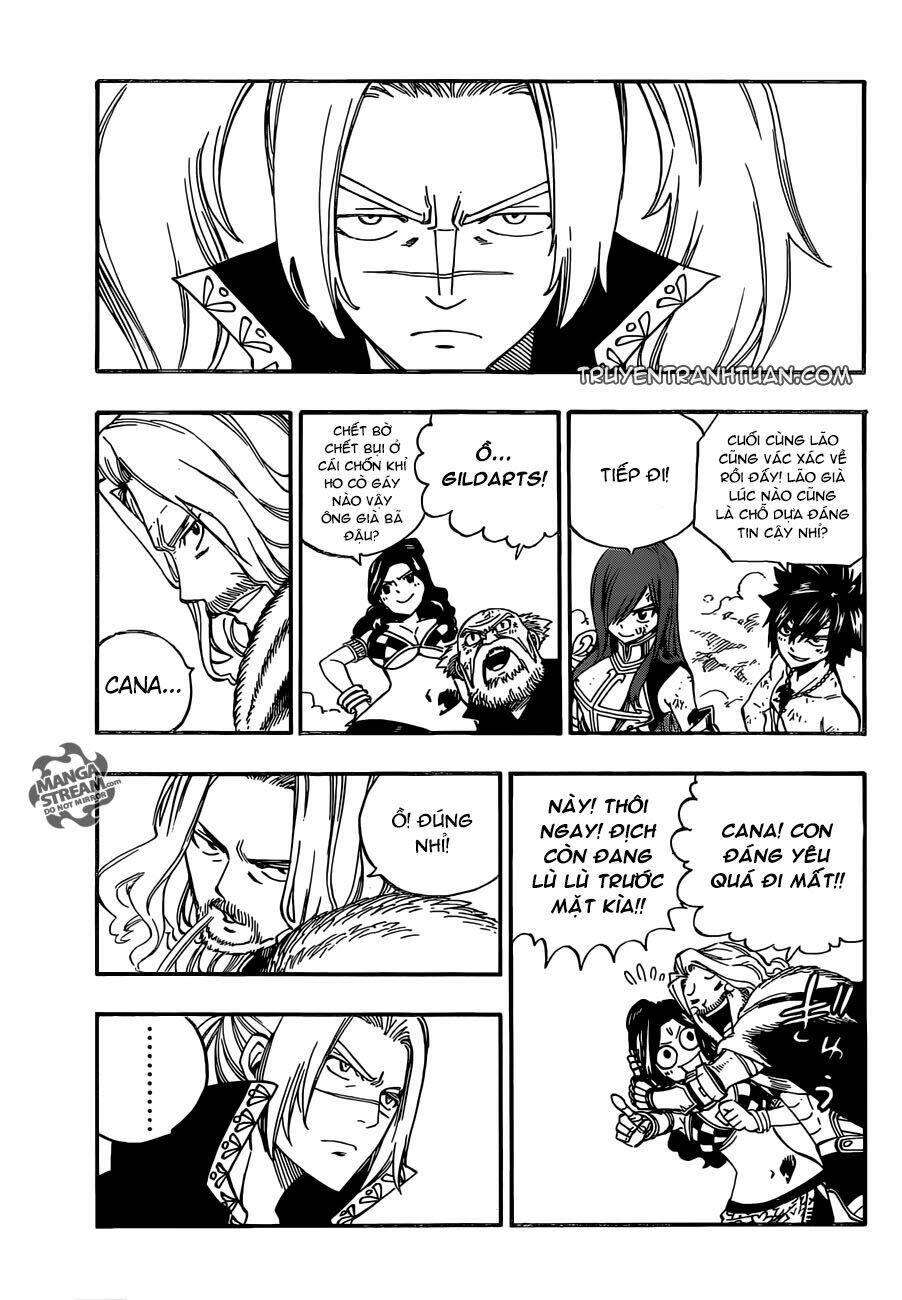 TRUYENTRANHTUAN.COM
CUỐI CÙNG LÃO
CŨNG VÁC XÁC VỀ
RỒI ĐẤY! LÃO GIÀ
LÚC NÀO CŨNG
LÀ CHỖ DỰA ĐÁNG
TIN CẬY NHỈ?
TIẾP ĐI!
Ồ...
GILDARTS!
CHẾT BỜ
CHẾT BỤI Ở
CÁI CHỐN KHỈ
HO CÒ GÁY
NÀO VẬY
ÔNG GIÀ BÃ
ĐẬU?
CANA...
MANGA
STREAM.com
DO NOT MIRROR
CANA! CON
ĐÁNG YÊU
QUÁ ĐI MẤT!!
NÀY! THÔI
NGAY! ĐỊCH
CÒN ĐANG
LÙ LÙ TRƯỚC
MẶT KÌA!!
Ồ! ĐÚNG
NHỈ!
.........